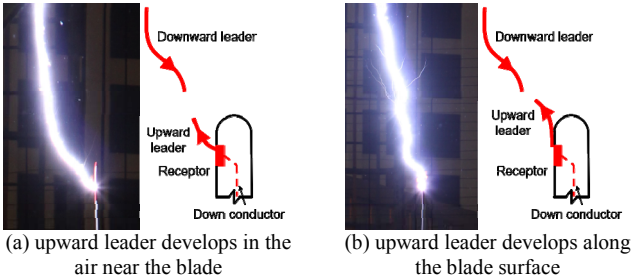 Downward leader
Upward
leader
Receptor
Down conductor
(a) upward leader develops in the
air near the blade
Downward leader
Upward
leader
Receptor
Down conductor
(b) upward leader develops along
the blade surface